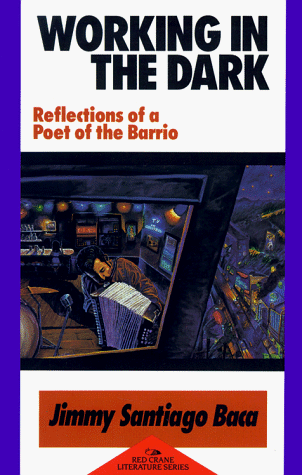 WORKING IN
THE DARK
Reflections of a
Poet of the Barrio
Jimmy Santiago Baca
RED CRANE
LITERATURE SERIES